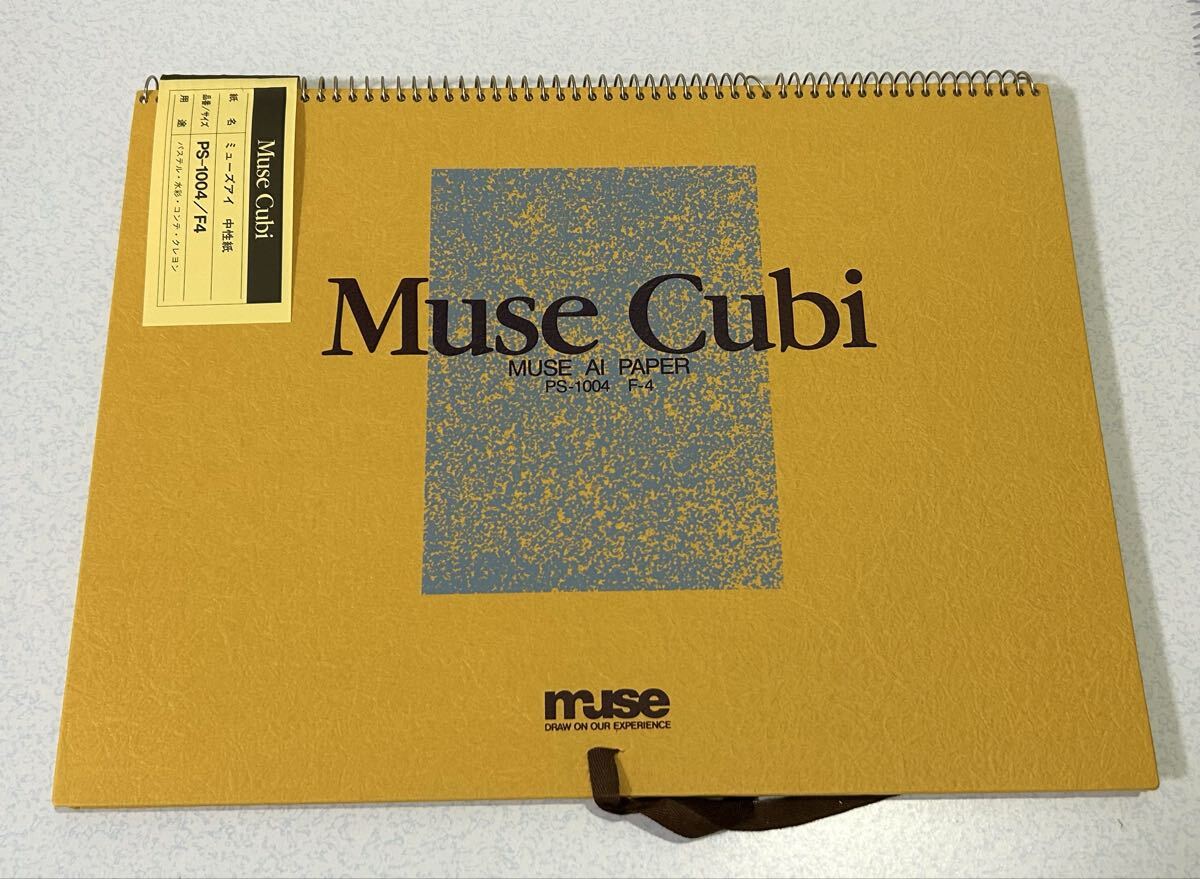 Muse Cubi
紙名 ミューズアイ 中性紙
品番/サイズ PS-1004/F4
用途 パステル・水彩・コンテ・クレヨン
Muse Cubi
MUSE AI PAPER
PS-1004 F-4
muse
DRAW ON OUR EXPERIENCE